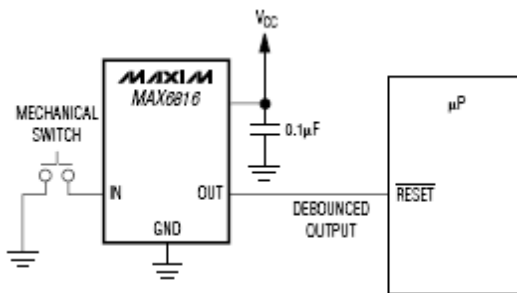 VCC
MAXIM
MAX6816
μP
MECHANICAL
SWITCH
0.1μF
IN
OUT
RESET
DEBOUNCED
OUTPUT
GND